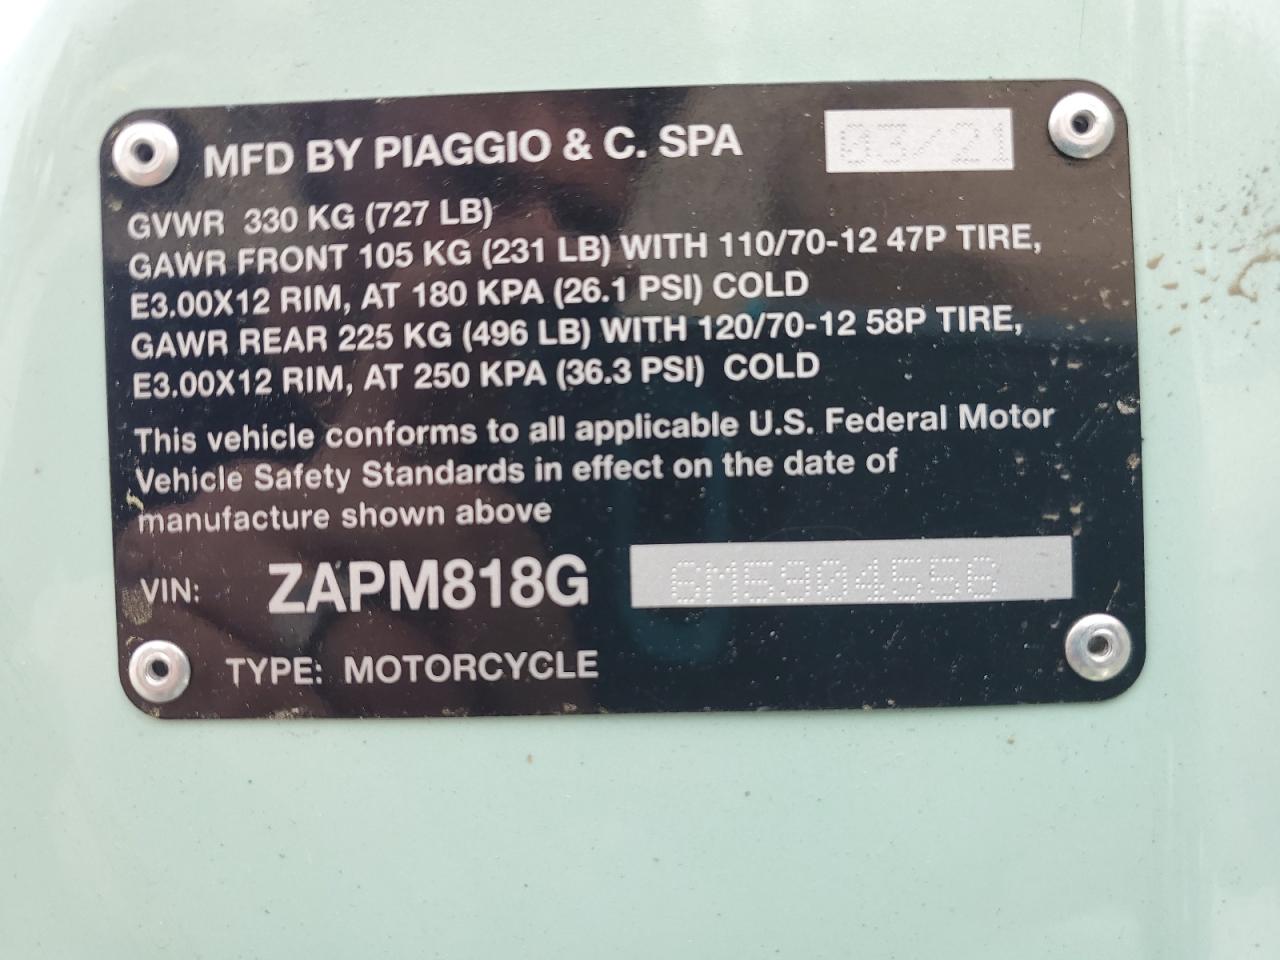 MFD BY PIAGGIO & C. SPA 03/21
GVWR 330 KG (727 LB)
GAWR FRONT 105 KG (231 LB) WITH 110/70-12 47P TIRE,
E3.00X12 RIM, AT 180 KPA (26.1 PSI) COLD
GAWR REAR 225 KG (496 LB) WITH 120/70-12 58P TIRE,
E3.00X12 RIM, AT 250 KPA (36.3 PSI) COLD
This vehicle conforms to all applicable U.S. Federal Motor
Vehicle Safety Standards in effect on the date of
manufacture shown above
VIN: ZAPM818G 6M5904556
TYPE: MOTORCYCLE